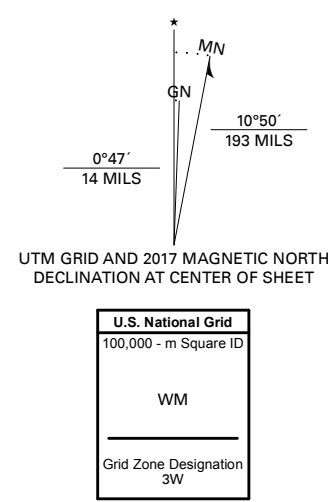 ★
MN
GN
10°50´
193 MILS
0°47´
14 MILS
UTM GRID AND 2017 MAGNETIC NORTH
DECLINATION AT CENTER OF SHEET
U.S. National Grid
100,000 - m Square ID
WM
Grid Zone Designation
3W